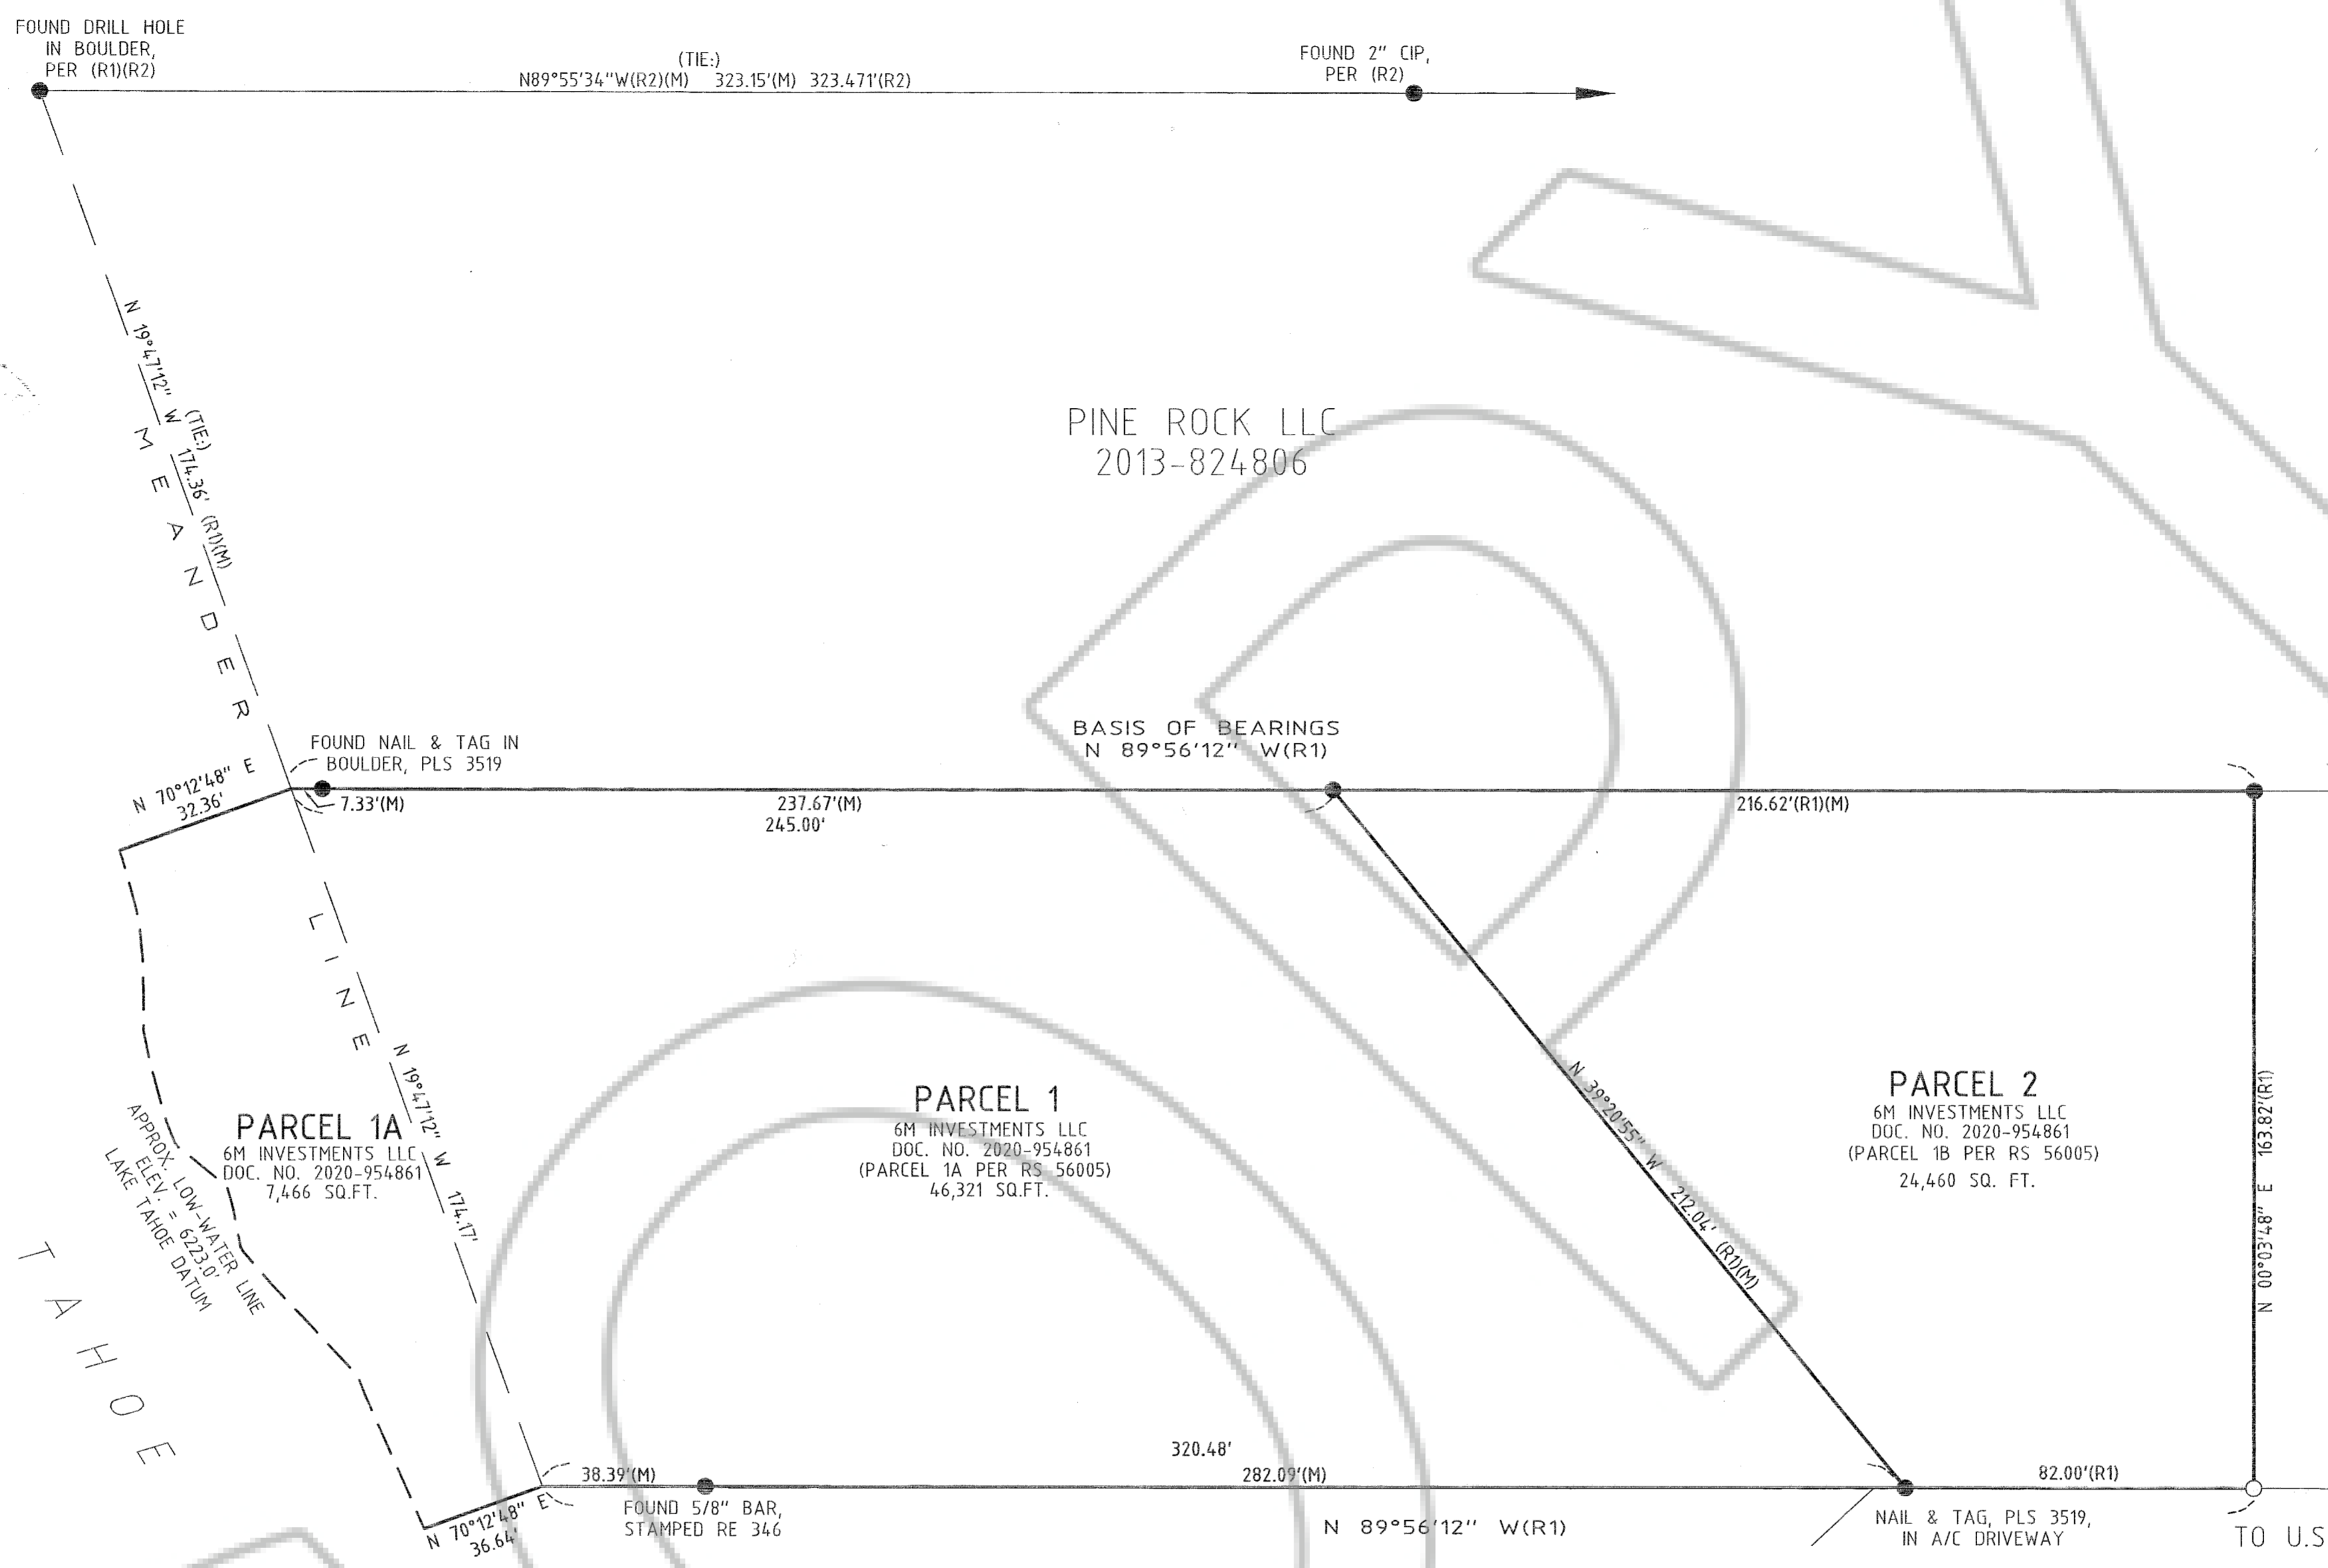 FOUND DRILL HOLE
IN BOULDER,
PER (R1)(R2)
(TIE:)
N89°55'34"W(R2)(M) 323.15'(M) 323.471'(R2)
FOUND 2" CIP,
PER (R2)
N 19°47'12" W 174.36' (R1)(M)
(TIE:)
MEANDER
LINE
PINE ROCK LLC
2013-824806
BASIS OF BEARINGS
N 89°56'12" W(R1)
FOUND NAIL & TAG IN
BOULDER, PLS 3519
N 70°12'48" E
32.36'
7.33'(M)
237.67'(M)
245.00'
216.62'(R1)(M)
N 19°47'12" W 174.17'
PARCEL 1A
6M INVESTMENTS LLC
DOC. NO. 2020-954861
7,466 SQ.FT.
APPROX. LOW-WATER LINE
ELEV. = 6223.0'
LAKE TAHOE DATUM
TAHOE
PARCEL 1
6M INVESTMENTS LLC
DOC. NO. 2020-954861
(PARCEL 1A PER RS 56005)
46,321 SQ.FT.
N 39°20'55" W 212.04' (R1)(M)
PARCEL 2
6M INVESTMENTS LLC
DOC. NO. 2020-954861
(PARCEL 1B PER RS 56005)
24,460 SQ. FT.
N 00°03'48" E 163.82'(R1)
320.48'
38.39'(M)
282.09'(M)
82.00'(R1)
N 70°12'48" E
36.64'
FOUND 5/8" BAR,
STAMPED RE 346
N 89°56'12" W(R1)
NAIL & TAG, PLS 3519,
IN A/C DRIVEWAY
TO U.S